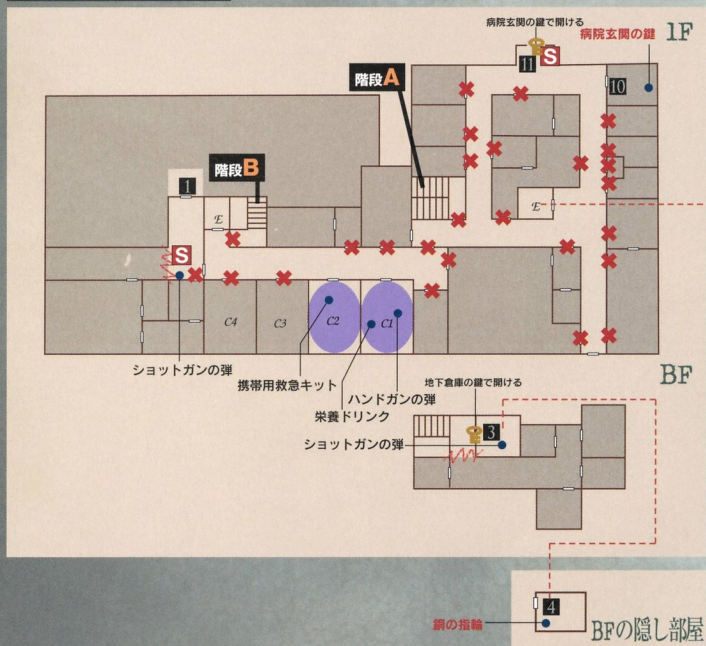 病院玄関の鍵で開ける
病院玄関の鍵
1F
S
11
10
階段A
階段B
1
E
E
S
C4
C3
C2
C1
ショットガンの弾
携帯用救急キット
栄養ドリンク
ハンドガンの弾
BF
地下倉庫の鍵で開ける
3
ショットガンの弾
4
銅の指輪
BFの隠し部屋